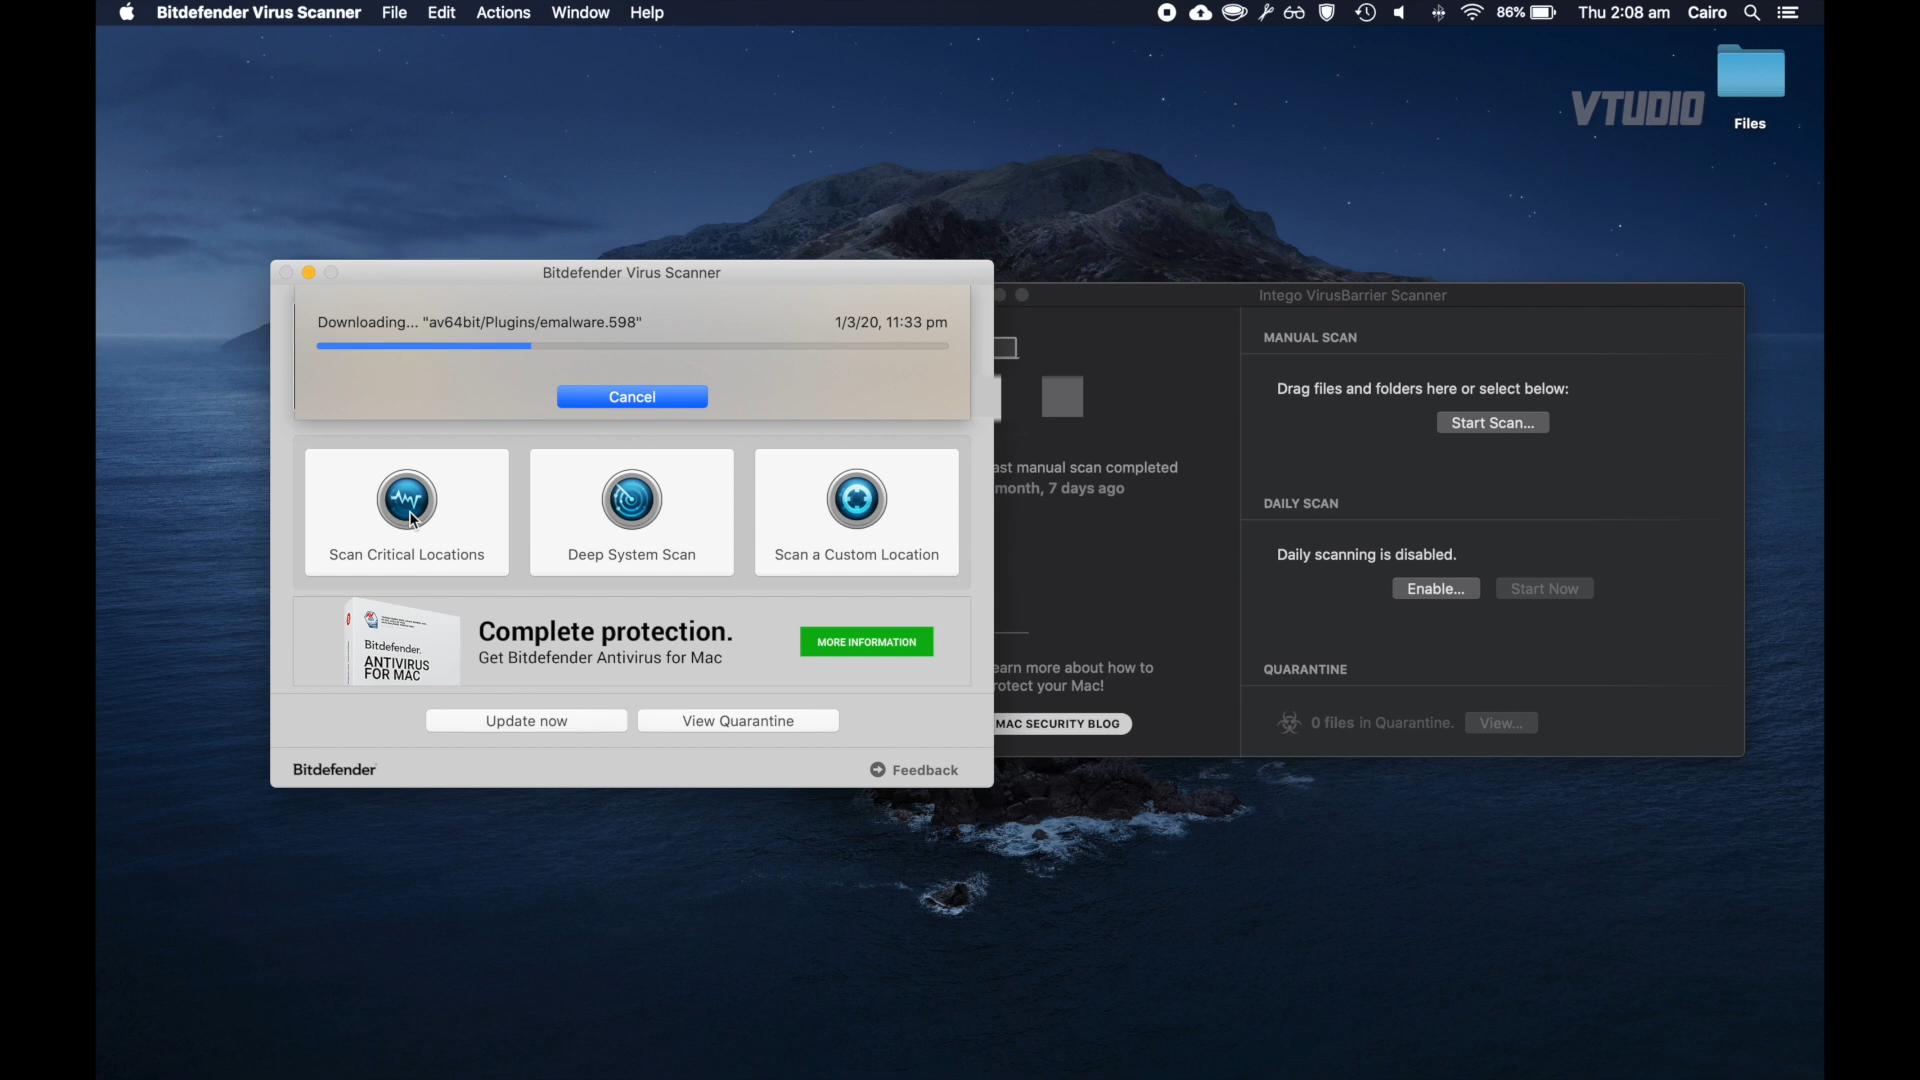 Bitdefender Virus Scanner File Edit Actions Window Help 86% Thu 2:08 am Cairo
VTUDIO
Files
Bitdefender Virus Scanner
Downloading... "av64bit/Plugins/emalware.598" 1/3/20, 11:33 pm
Cancel
Scan Critical Locations Deep System Scan Scan a Custom Location
Bitdefender
ANTIVIRUS
FOR MAC
Complete protection.
Get Bitdefender Antivirus for Mac
MORE INFORMATION
Update now View Quarantine
Bitdefender Feedback
Intego VirusBarrier Scanner
ast manual scan completed
month, 7 days ago
earn more about how to
rotect your Mac!
MAC SECURITY BLOG
MANUAL SCAN
Drag files and folders here or select below:
Start Scan...
DAILY SCAN
Daily scanning is disabled.
Enable... Start Now
QUARANTINE
0 files in Quarantine. View...